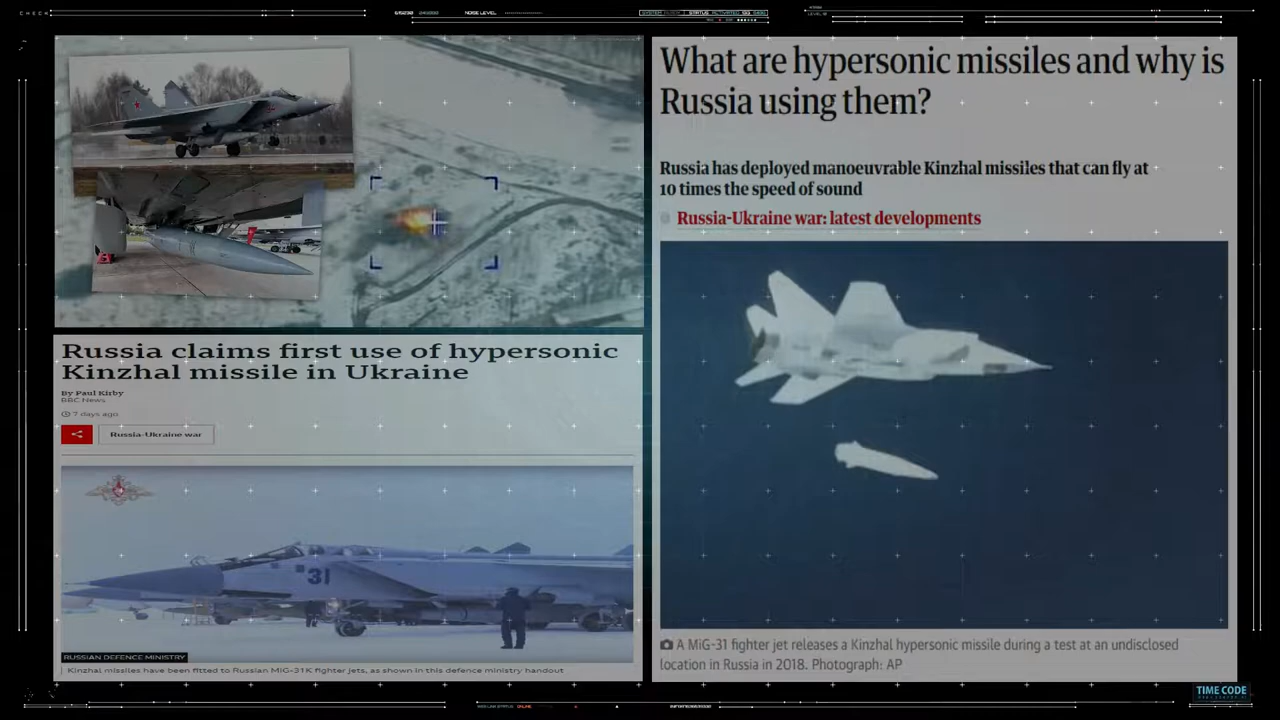 CHECK
NOISE LEVEL
What are hypersonic missiles and why is
Russia using them?
Russia has deployed manoeuvrable Kinzhal missiles that can fly at
10 times the speed of sound
Russia-Ukraine war: latest developments
Russia claims first use of hypersonic
Kinzhal missile in Ukraine
By Paul Kirby
BBC News
7 days ago
Russia-Ukraine war
31
RUSSIAN DEFENCE MINISTRY
Kinzhal missiles have been fitted to Russian MiG-31K fighter jets, as shown in this defence ministry handout
A MiG-31 fighter jet releases a Kinzhal hypersonic missile during a test at an undisclosed
location in Russia in 2018. Photograph: AP
TIME CODE